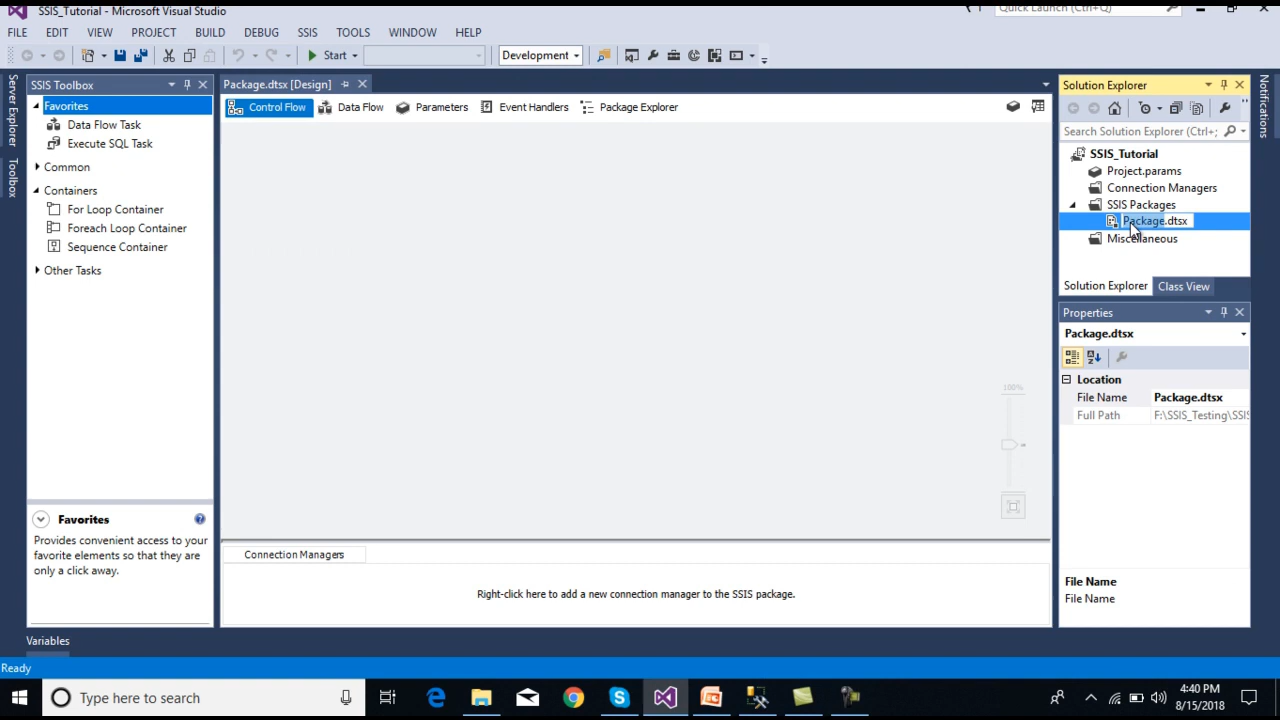 SSIS_Tutorial - Microsoft Visual Studio
Quick Launch (Ctrl+Q)
FILE EDIT VIEW PROJECT BUILD DEBUG SSIS TOOLS WINDOW HELP
Start
Development
Server Explorer
Toolbox
SSIS Toolbox
Favorites
Data Flow Task
Execute SQL Task
Common
Containers
For Loop Container
Foreach Loop Container
Sequence Container
Other Tasks
Favorites
Provides convenient access to your
favorite elements so that they are
only a click away.
Package.dtsx [Design]
Control Flow Data Flow Parameters Event Handlers Package Explorer
100%
Connection Managers
Right-click here to add a new connection manager to the SSIS package.
Solution Explorer
Search Solution Explorer (Ctrl+;
SSIS_Tutorial
Project.params
Connection Managers
SSIS Packages
Package.dtsx
Miscellaneous
Solution Explorer Class View
Properties
Package.dtsx
Location
File Name Package.dtsx
Full Path F:\SSIS_Testing\SSIS
File Name
File Name
Notifications
Variables
Ready
Type here to search
4:40 PM
8/15/2018